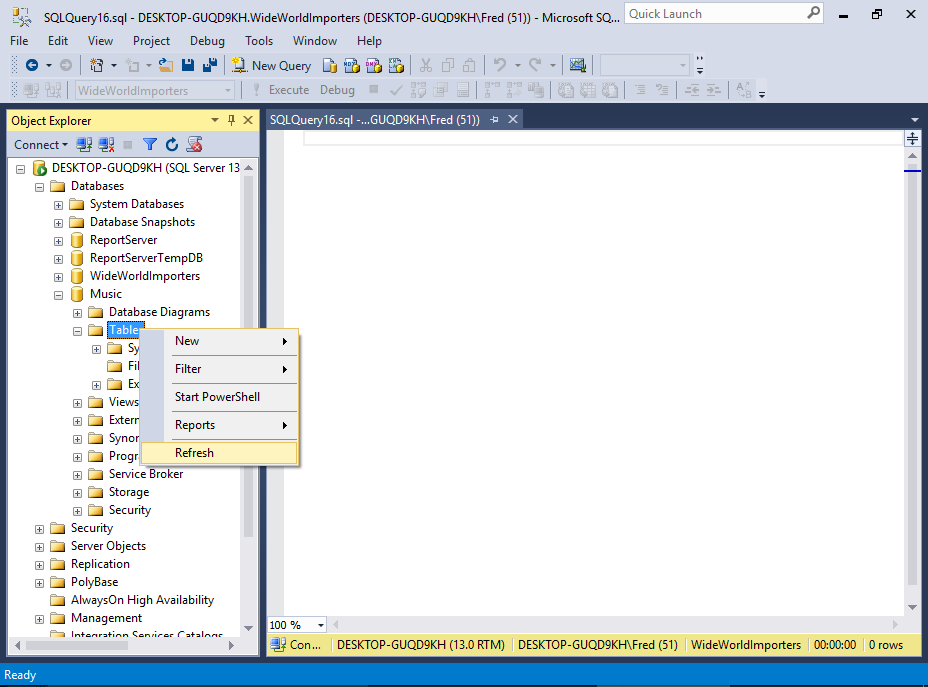 SQLQuery16.sql - DESKTOP-GUQD9KH.WideWorldImporters (DESKTOP-GUQD9KH\Fred (51)) - Microsoft SQ...
Quick Launch
File Edit View Project Debug Tools Window Help
New Query
WideWorldImporters
Execute Debug
Object Explorer
SQLQuery16.sql -...GUQD9KH\Fred (51))
Connect
DESKTOP-GUQD9KH (SQL Server 13
Databases
System Databases
Database Snapshots
ReportServer
ReportServerTempDB
WideWorldImporters
Music
Database Diagrams
Table
New
Sy
Fil
Filter
Ex
Start PowerShell
Views
Extern
Reports
Synor
Progr
Refresh
Service Broker
Storage
Security
Security
Server Objects
Replication
PolyBase
AlwaysOn High Availability
Management
Integration Services Catalogs
100 %
Con... DESKTOP-GUQD9KH (13.0 RTM) DESKTOP-GUQD9KH\Fred (51) WideWorldImporters 00:00:00 0 rows
Ready